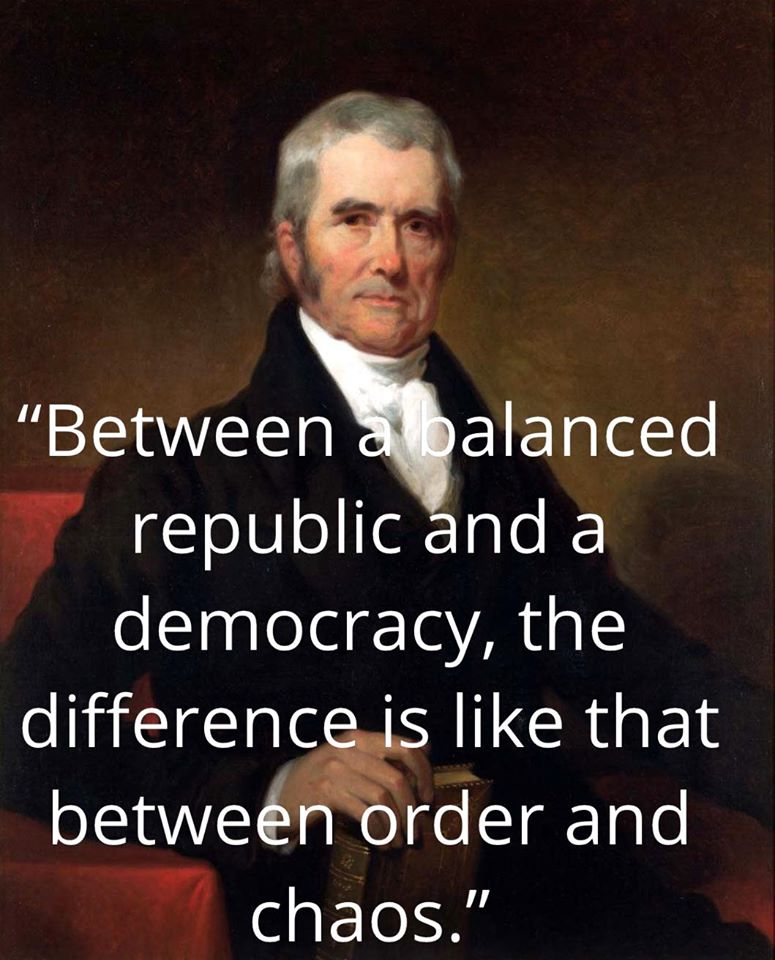 “Between a balanced
republic and a
democracy, the
difference is like that
between order and
chaos.”